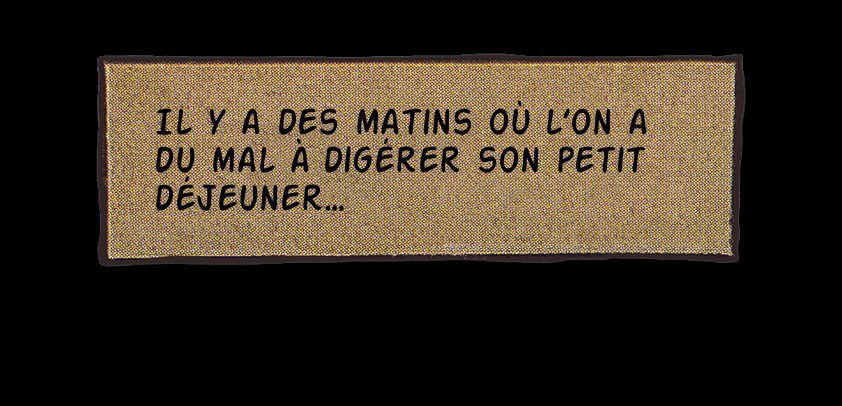 IL Y A DES MATINS OÙ L'ON A
DU MAL À DIGÉRER SON PETIT
DÉJEUNER...